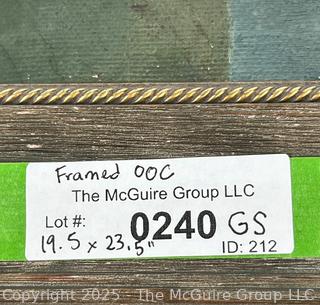 Framed OOC
The McGuire Group LLC
Lot #: 0240 GS
19.5 x 23.5" ID: 212
Copyright 2025 - The McGuire Group